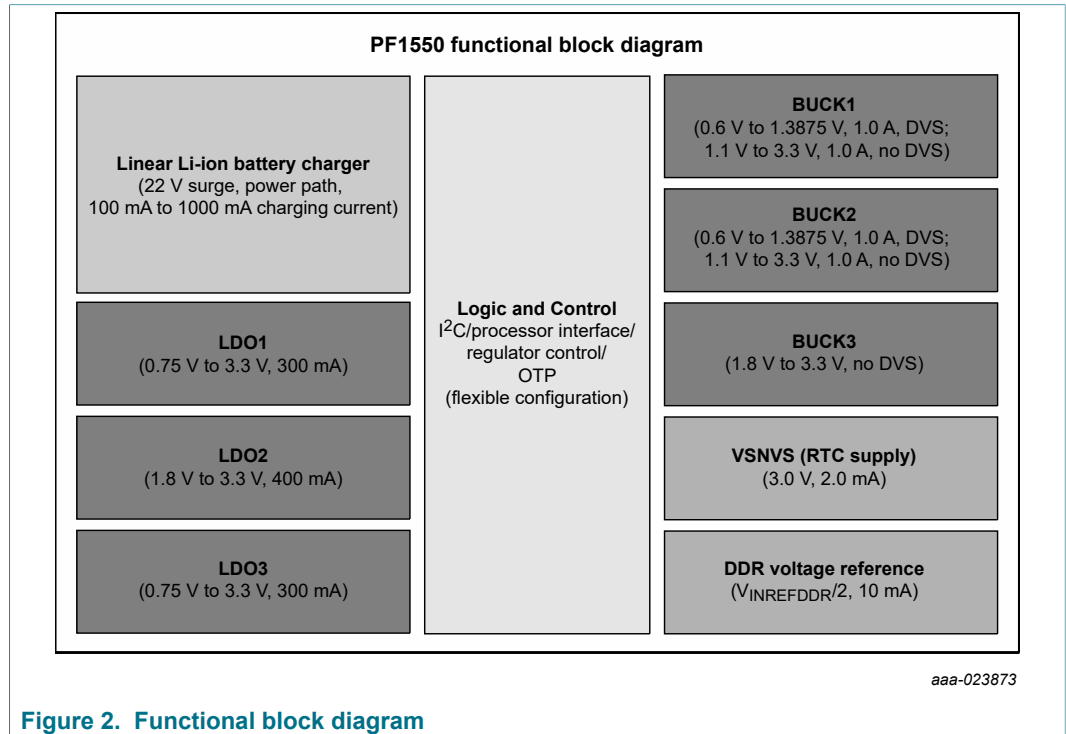 PF1550 functional block diagram
Linear Li-ion battery charger
(22 V surge, power path,
100 mA to 1000 mA charging current)
LDO1
(0.75 V to 3.3 V, 300 mA)
LDO2
(1.8 V to 3.3 V, 400 mA)
LDO3
(0.75 V to 3.3 V, 300 mA)
Logic and Control
I2C/processor interface/
regulator control/
OTP
(flexible configuration)
BUCK1
(0.6 V to 1.3875 V, 1.0 A, DVS;
1.1 V to 3.3 V, 1.0 A, no DVS)
BUCK2
(0.6 V to 1.3875 V, 1.0 A, DVS;
1.1 V to 3.3 V, 1.0 A, no DVS)
BUCK3
(1.8 V to 3.3 V, no DVS)
VSNVS (RTC supply)
(3.0 V, 2.0 mA)
DDR voltage reference
(VINREFDDR/2, 10 mA)
aaa-023873
Figure 2. Functional block diagram